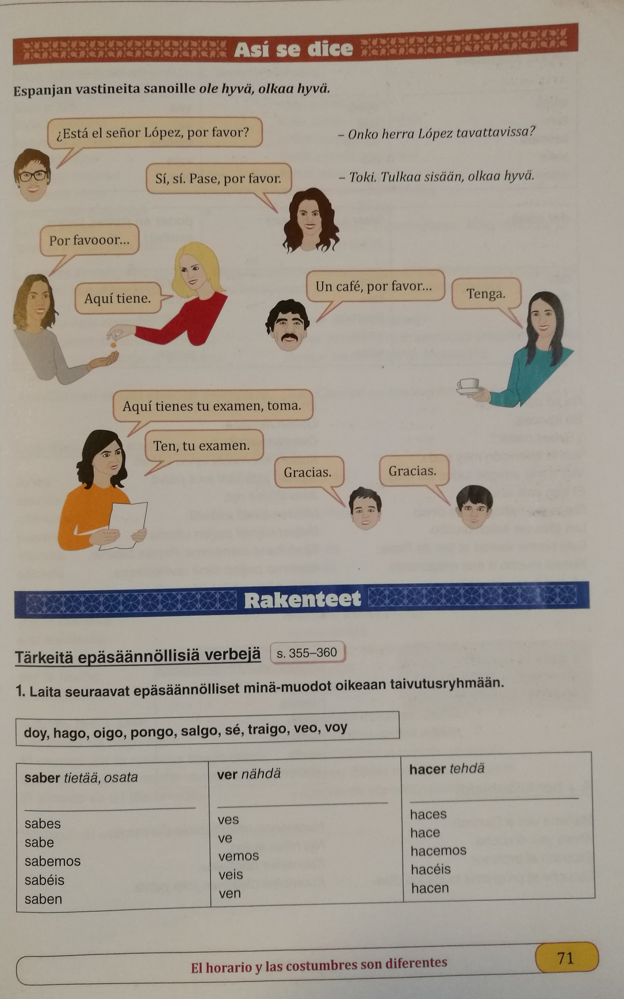 Así se dice
Espanjan vastineita sanoille ole hyvä, olkaa hyvä.
¿Está el señor López, por favor?
– Onko herra López tavattavissa?
Sí, sí. Pase, por favor.
– Toki. Tulkaa sisään, olkaa hyvä.
Por favooor...
Aquí tiene.
Un café, por favor...
Tenga.
Aquí tienes tu examen, toma.
Ten, tu examen.
Gracias.
Gracias.
Rakenteet
Tärkeitä epäsäännöllisiä verbejä s. 355–360
1. Laita seuraavat epäsäännölliset minä-muodot oikeaan taivutusryhmään.
doy, hago, oigo, pongo, salgo, sé, traigo, veo, voy
saber tietää, osata
sabes
sabe
sabemos
sabéis
saben
ver nähdä
ves
ve
vemos
veis
ven
hacer tehdä
haces
hace
hacemos
hacéis
hacen
El horario y las costumbres son diferentes
71